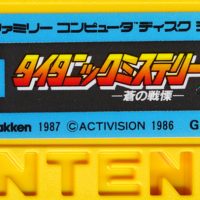 ファミリー コンピュータ ディスク
タイタニックミステリー
─蒼の戦慄─
akken 1987 ©ACTIVISION 1986 G
NTEN